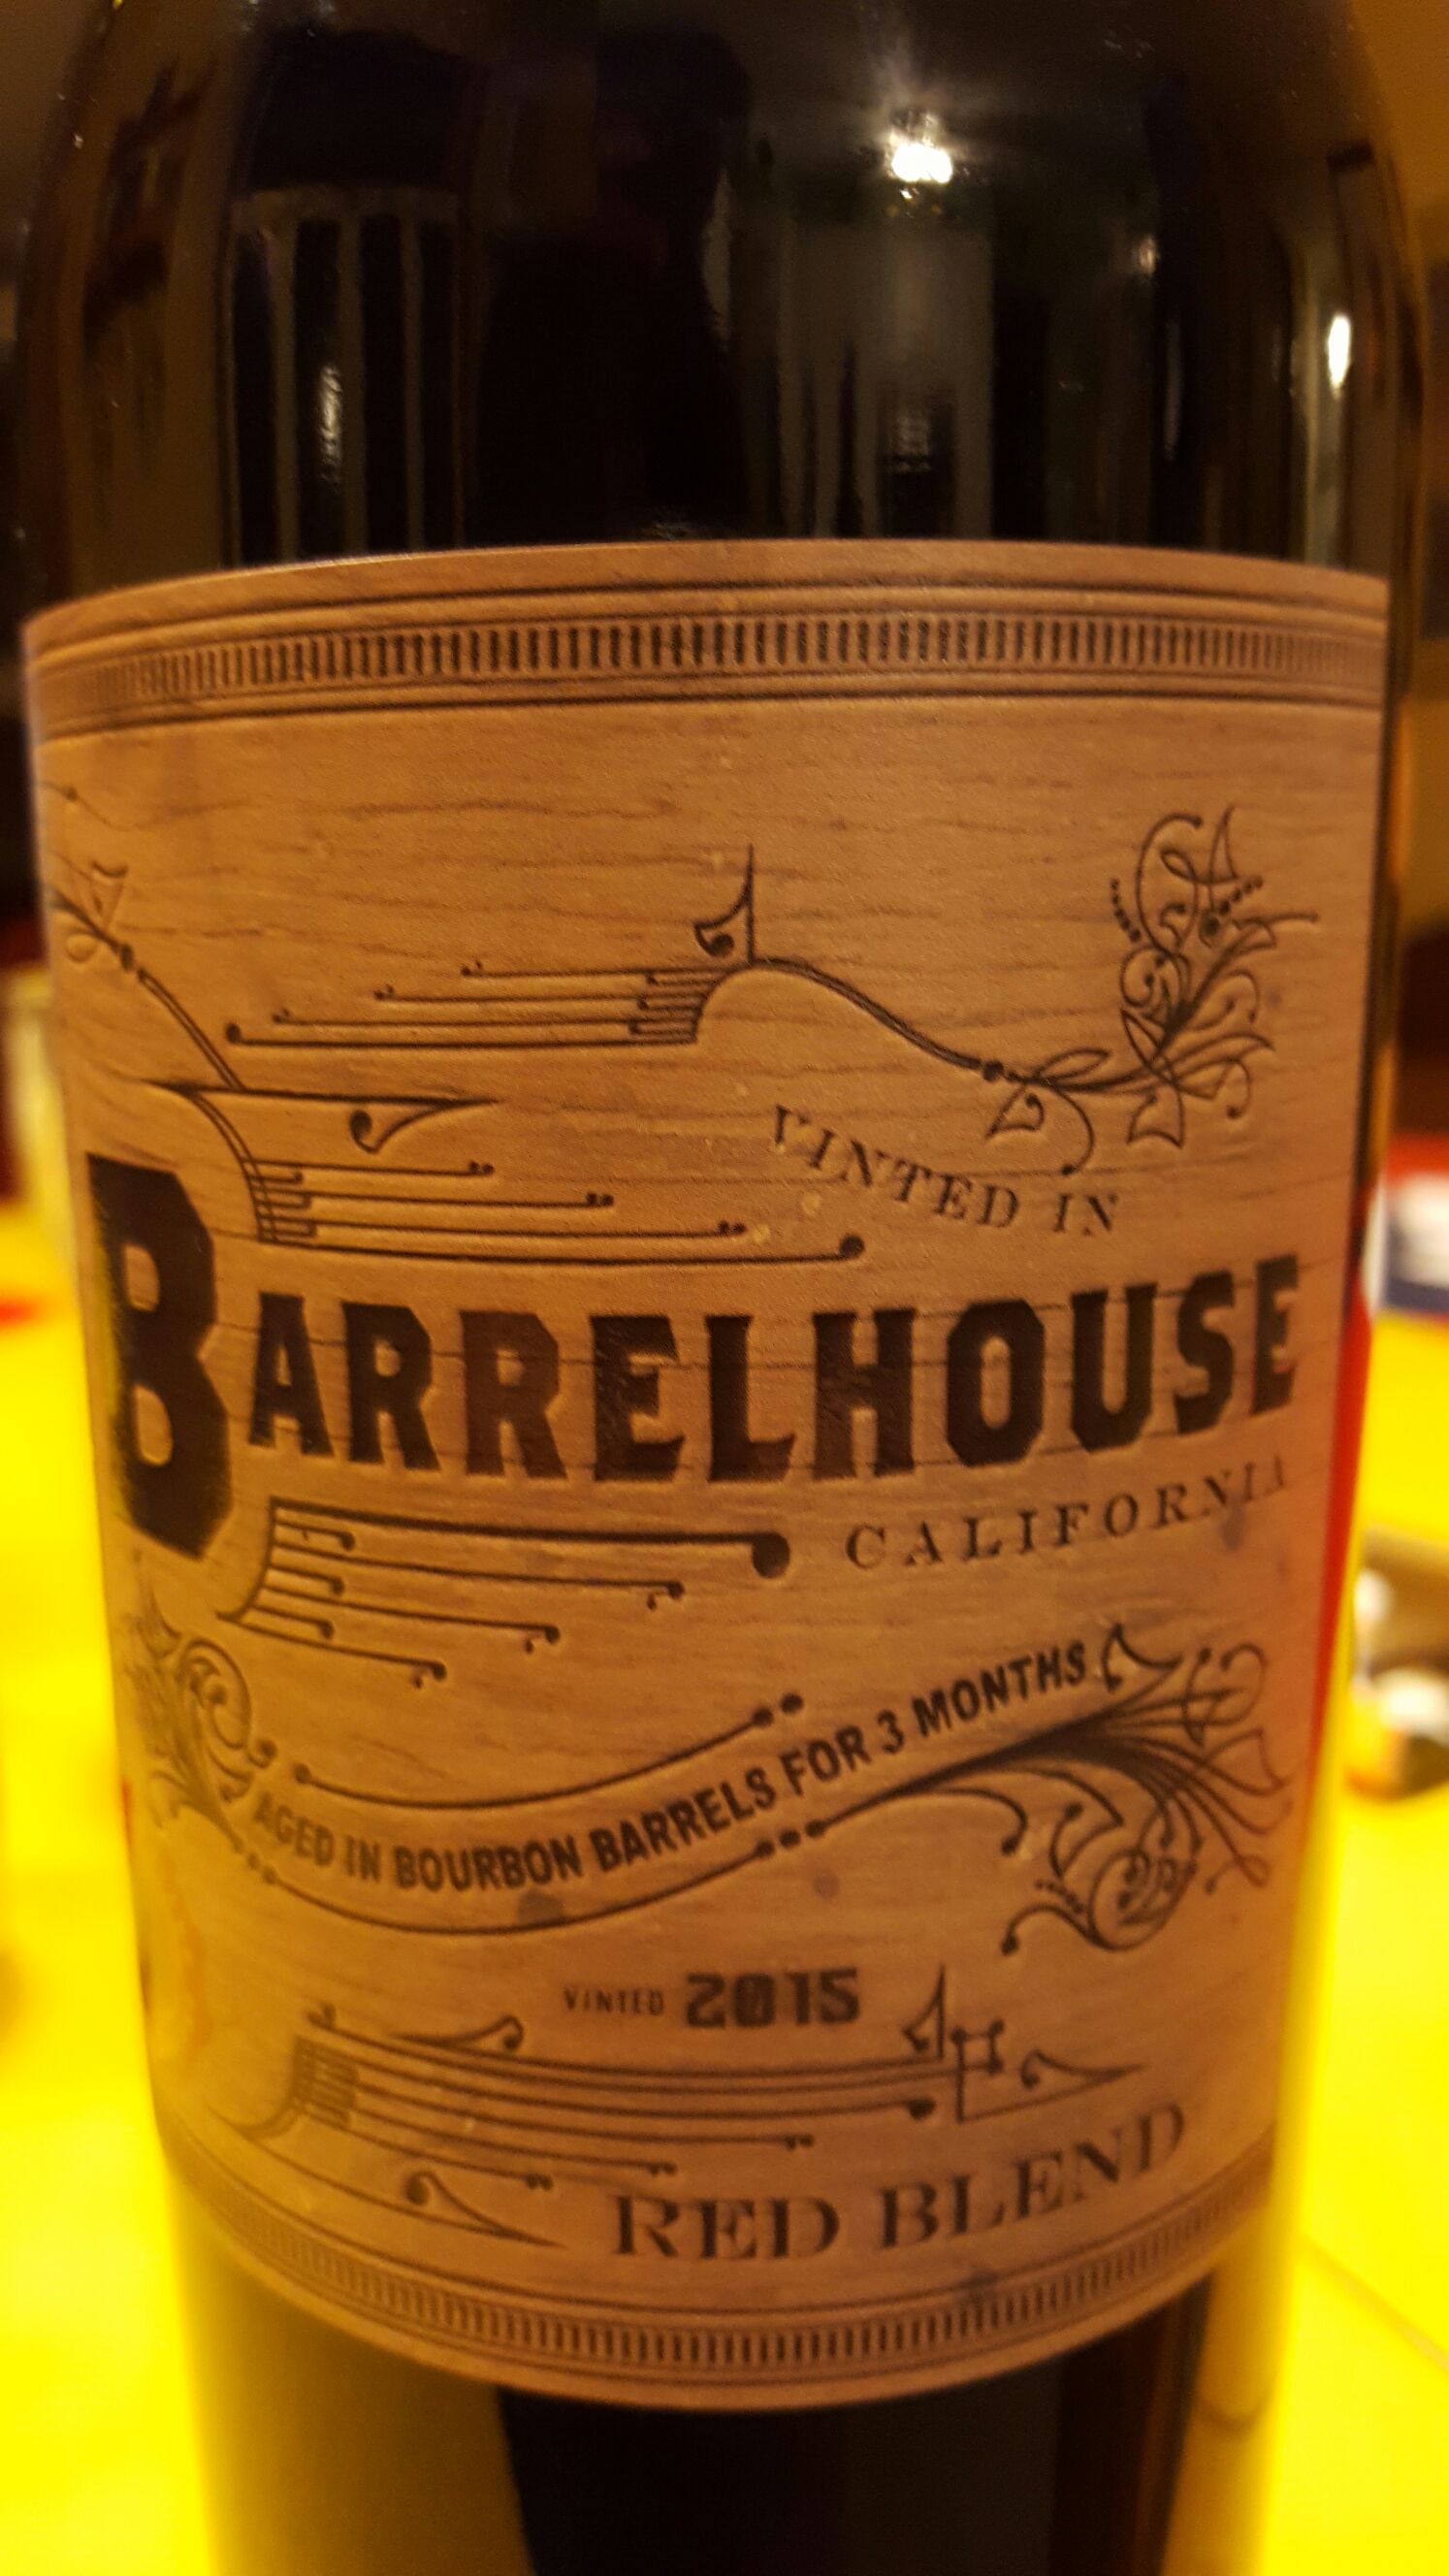 VINTED IN
BARRELHOUSE
CALIFORNIA
AGED IN BOURBON BARRELS FOR 3 MONTHS
VINTED 2015
RED BLEND